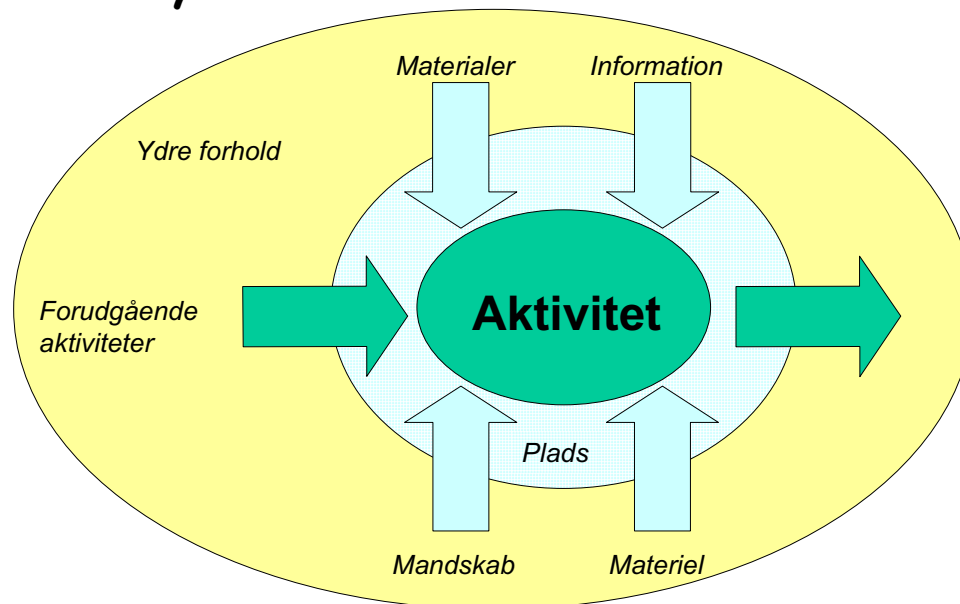 Materialer
Information
Ydre forhold
Forudgående
aktiviteter
Aktivitet
Plads
Mandskab
Materiel